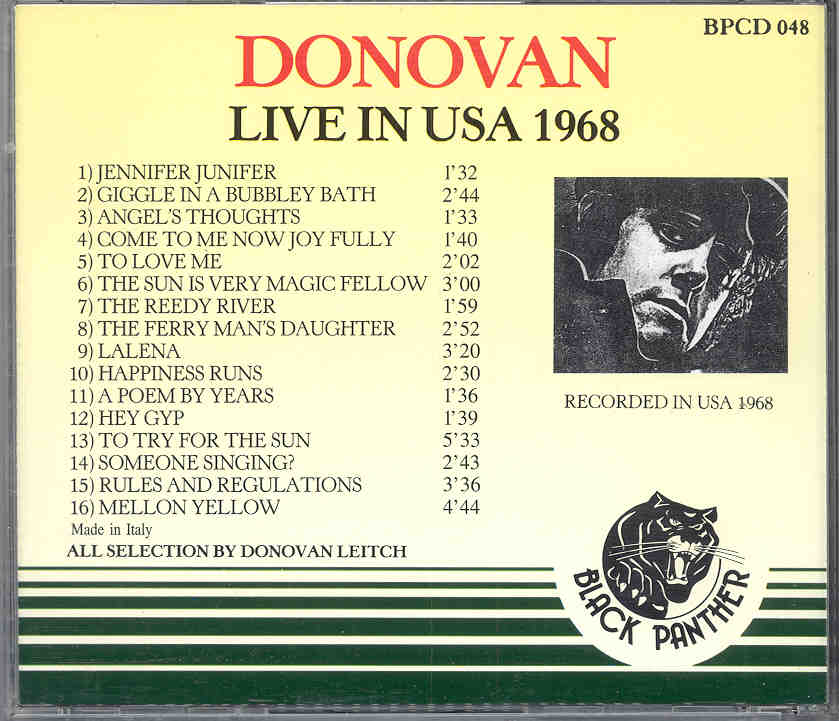 BPCD 048
DONOVAN
LIVE IN USA 1968
1) JENNIFER JUNIFER 1'32
2) GIGGLE IN A BUBBLEY BATH 2'44
3) ANGEL'S THOUGHTS 1'33
4) COME TO ME NOW JOY FULLY 1'40
5) TO LOVE ME 2'02
6) THE SUN IS VERY MAGIC FELLOW 3'00
7) THE REEDY RIVER 1'59
8) THE FERRY MAN'S DAUGHTER 2'52
9) LALENA 3'20
10) HAPPINESS RUNS 2'30
11) A POEM BY YEARS 1'36
12) HEY GYP 1'39
13) TO TRY FOR THE SUN 5'33
14) SOMEONE SINGING? 2'43
15) RULES AND REGULATIONS 3'36
16) MELLON YELLOW 4'44
Made in Italy
ALL SELECTION BY DONOVAN LEITCH
RECORDED IN USA 1968
BLACK PANTHER